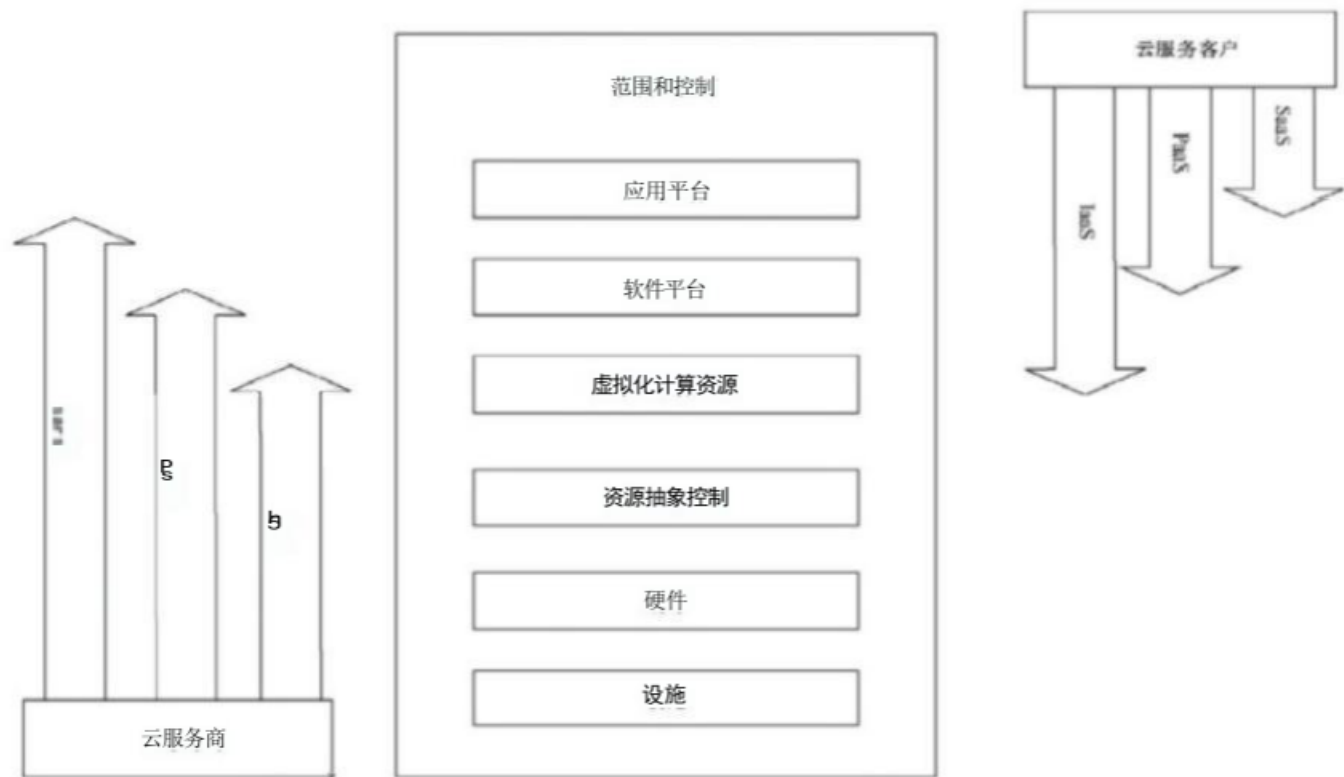 云服务客户
范围和控制
SaaS
PaaS
IaaS
应用平台
软件平台
虚拟化计算资源
资源抽象控制
硬件
设施
云服务商